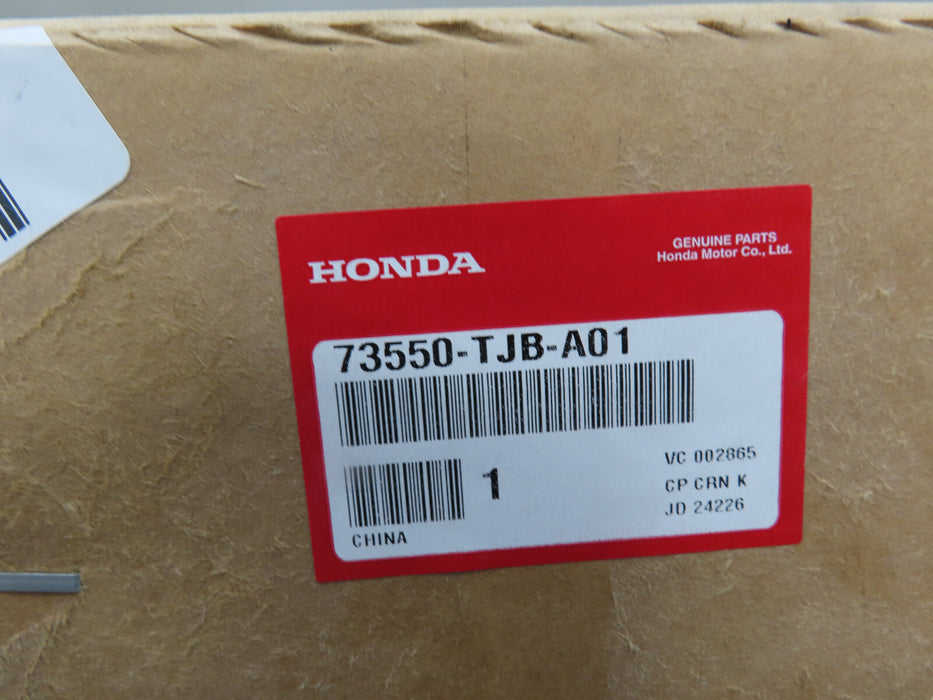 HONDA
GENUINE PARTS
Honda Motor Co., Ltd.
73550-TJB-A01
1
VC 002865
CP CRN K
JD 24226
CHINA